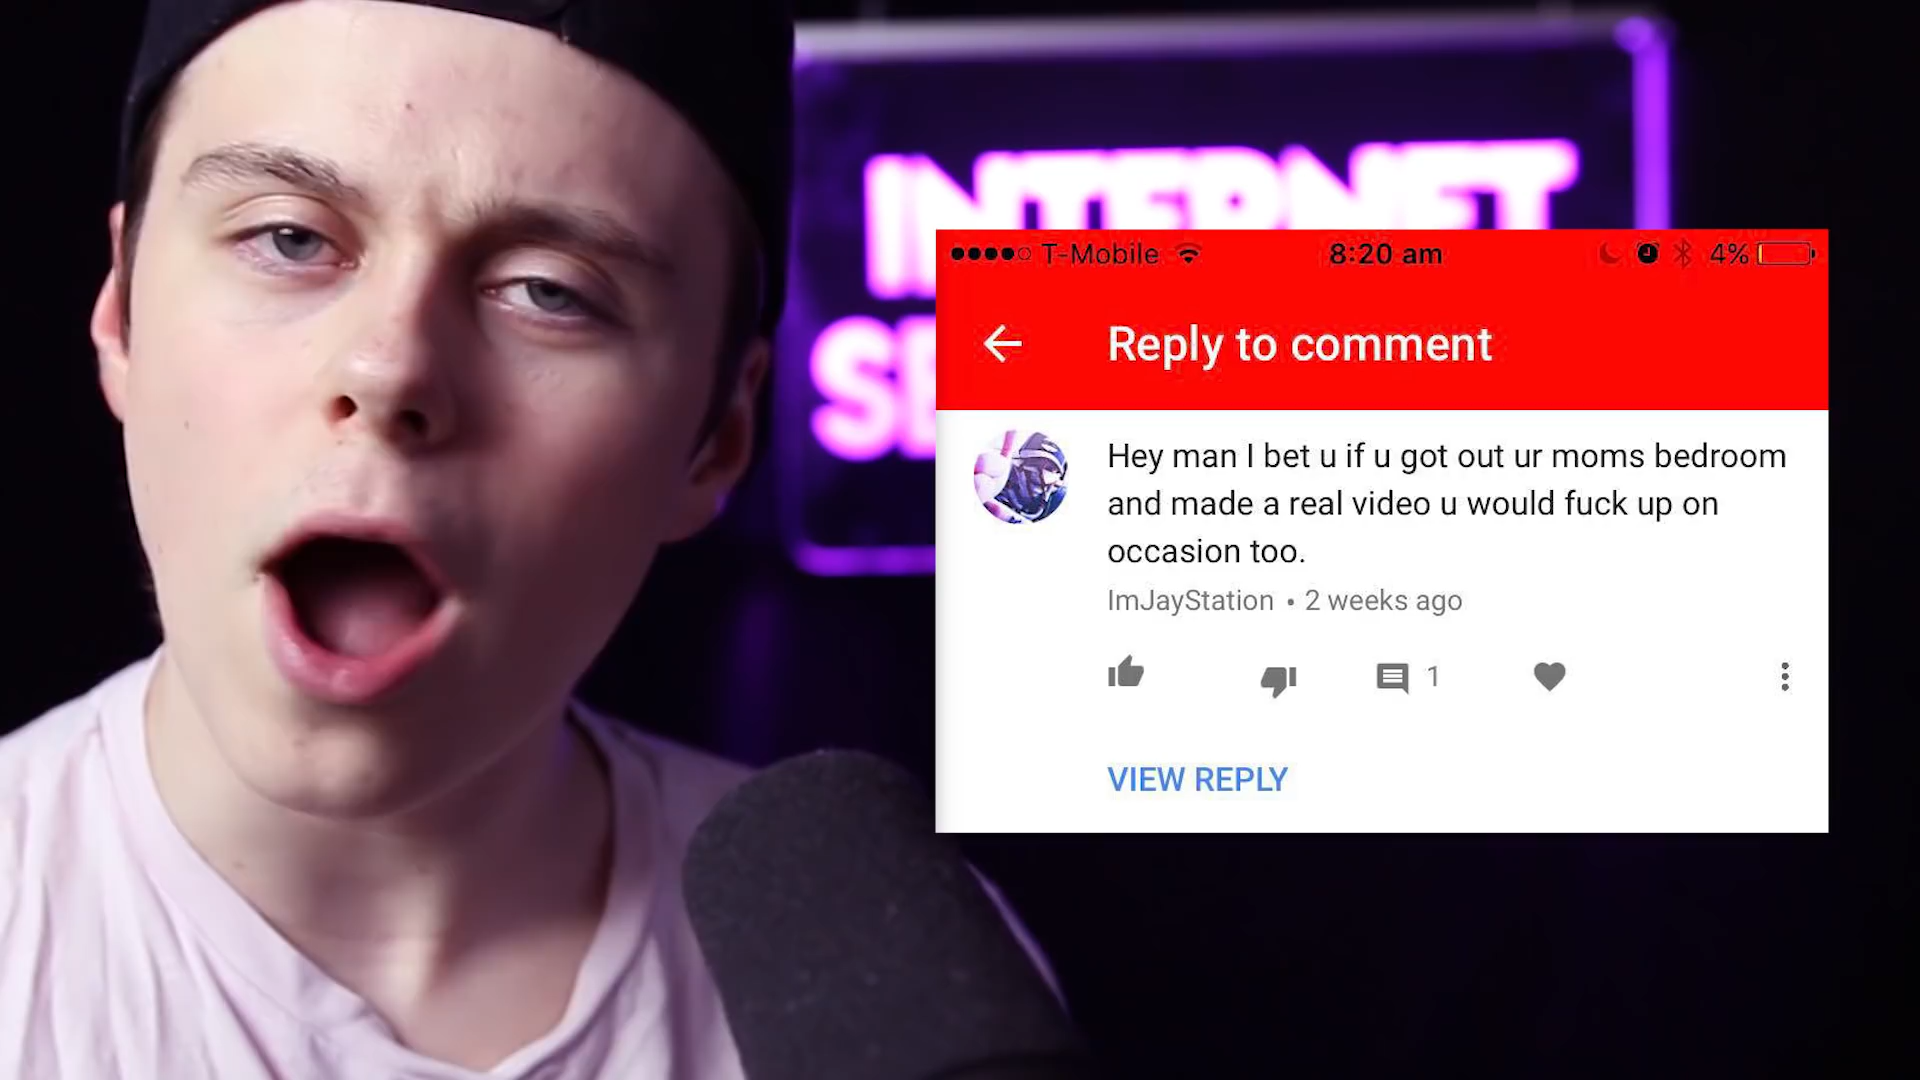 INTERNET
T-Mobile 8:20 am 4%
Reply to comment
Hey man I bet u if u got out ur moms bedroom
and made a real video u would fuck up on
occasion too.
ImJayStation • 2 weeks ago
1
VIEW REPLY